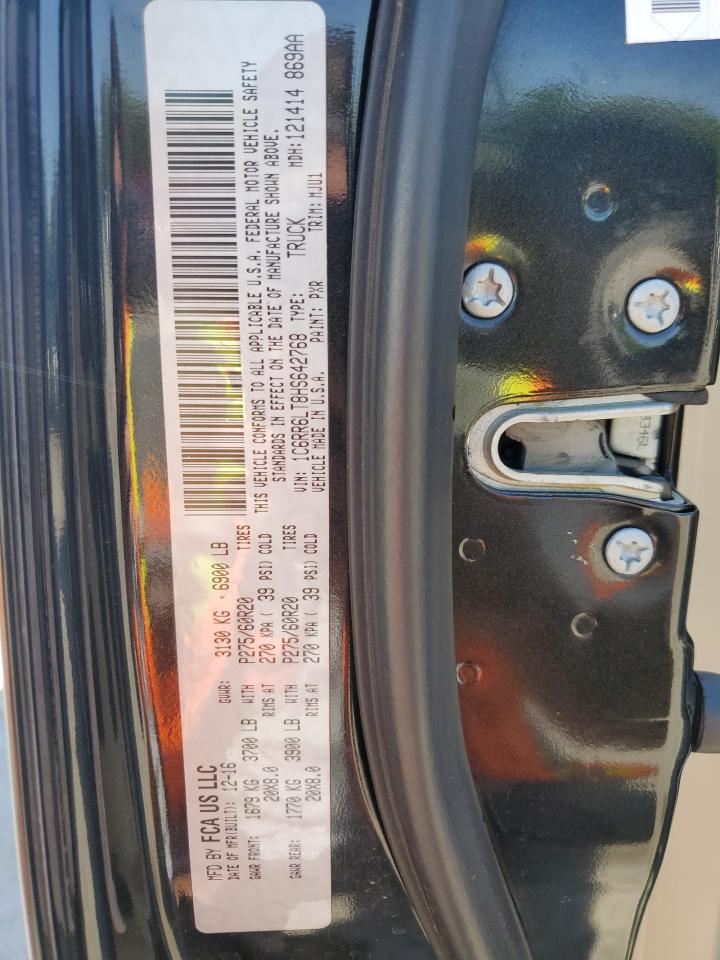 MFD BY FCA US LLC
DATE OF MFR(BUILT): 12-16 GVWR: 3130 KG 6900 LB
GAWR FRONT: 1679 KG 3700 LB WITH P275/60R20 TIRES
20X8.0 RIMS AT 270 KPA ( 39 PSI) COLD
GAWR REAR: 1770 KG 3900 LB WITH P275/60R20 TIRES
20X8.0 RIMS AT 270 KPA ( 39 PSI) COLD
THIS VEHICLE CONFORMS TO ALL APPLICABLE U.S.A. FEDERAL MOTOR VEHICLE SAFETY
STANDARDS IN EFFECT ON THE DATE OF MANUFACTURE SHOWN ABOVE.
VIN: 1C6RR6LT8HS642768 TYPE: TRUCK MDH: 121414 869AA
VEHICLE MADE IN U.S.A. PAINT: PXR TRIM: MJU1